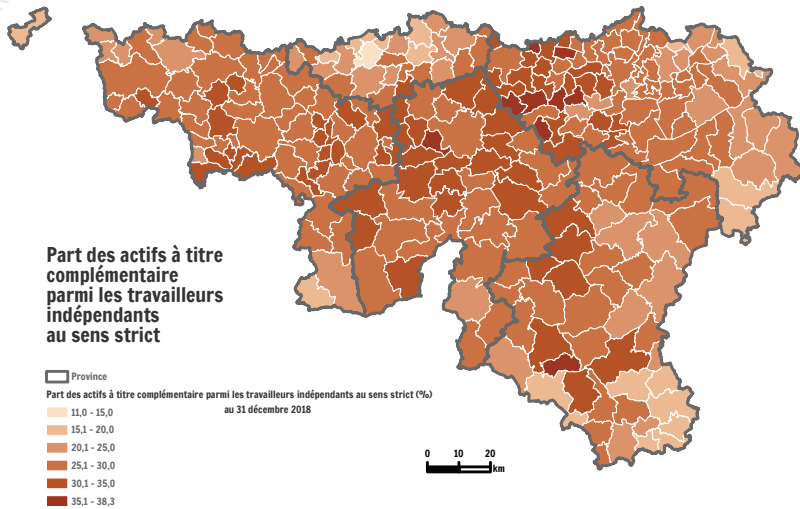 Part des actifs à titre
complémentaire
parmi les travailleurs
indépendants
au sens strict
Province
Part des actifs à titre complémentaire parmi les travailleurs indépendants au sens strict (%)
au 31 décembre 2018
11,0 - 15,0
15,1 - 20,0
20,1 - 25,0
25,1 - 30,0
30,1 - 35,0
35,1 - 38,3
0 10 20
km